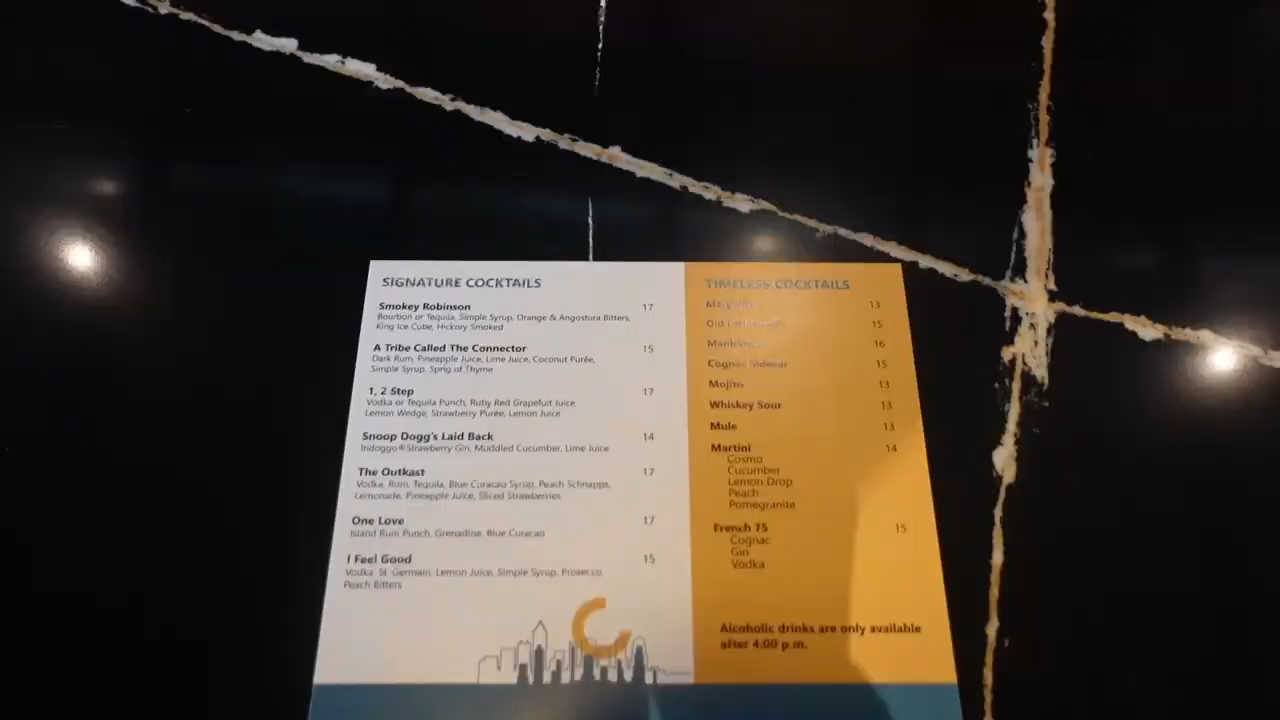 SIGNATURE COCKTAILS
Smokey Robinson 17
Bourbon or Tequila, Simple Syrup, Orange & Angostura Bitters,
King Ice Cube, Hickory Smoked
A Tribe Called The Connector 15
Dark Rum, Pineapple Juice, Lime Juice, Coconut Purée,
Simple Syrup, Sprig of Thyme
1, 2 Step 17
Vodka or Tequila Punch, Ruby Red Grapefuit Juice,
Lemon Wedge, Strawberry Purée, Lemon Juice
Snoop Dogg's Laid Back 14
Indoggo® Strawberry Gin, Muddled Cucumber, Lime Juice
The Outkast 17
Vodka, Rum, Tequila, Blue Curacao Syrup, Peach Schnapps,
Lemonade, Pineapple Juice, Sliced Strawberries
One Love 17
Island Rum Punch, Grenadine, Blue Curacao
I Feel Good 15
Vodka, St. Germain, Lemon Juice, Simple Syrup, Prosecco,
Peach Bitters
TIMELESS COCKTAILS
Margarita 13
Old Fashioned 15
Manhattan 16
Cognac Sidecar 15
Mojito 13
Whiskey Sour 13
Mule 13
Martini 14
Cosmo
Cucumber
Lemon Drop
Peach
Pomegranite
French 75 15
Cognac
Gin
Vodka
Alcoholic drinks are only available
after 4:00 p.m.